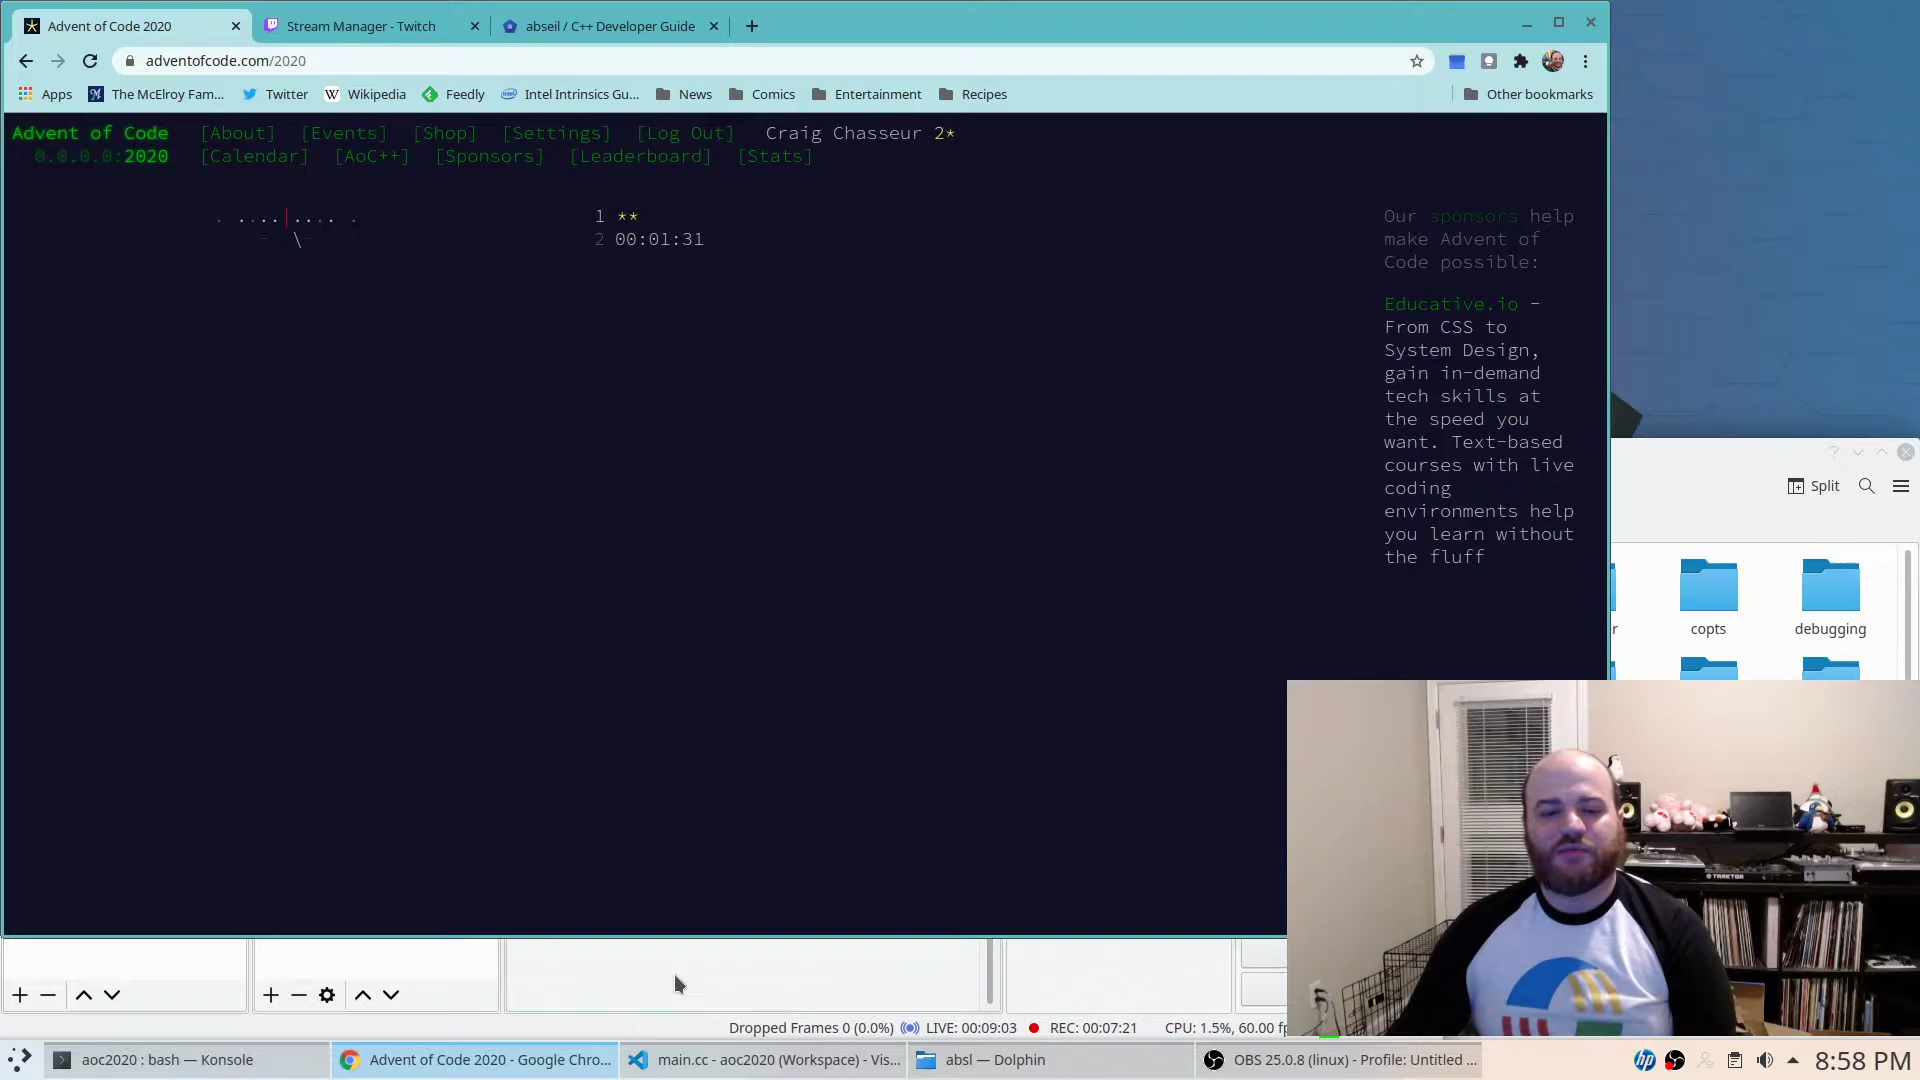 Advent of Code 2020
Stream Manager - Twitch
abseil / C++ Developer Guide
adventofcode.com/2020
Apps
The McElroy Fam...
Twitter
Wikipedia
Feedly
Intel Intrinsics Gu...
News
Comics
Entertainment
Recipes
Other bookmarks
Advent of Code [About] [Events] [Shop] [Settings] [Log Out] Craig Chasseur 2*
0.0.0.0:2020 [Calendar] [AoC++] [Sponsors] [Leaderboard] [Stats]
. ....|.... . 1 **
\ 2 00:01:31
Our sponsors help
make Advent of
Code possible:
Educative.io -
From CSS to
System Design,
gain in-demand
tech skills at
the speed you
want. Text-based
courses with live
coding
environments help
you learn without
the fluff
Split
r
copts
debugging
TRAKTOR
Dropped Frames 0 (0.0%) LIVE: 00:09:03 REC: 00:07:21 CPU: 1.5%, 60.00 fp
aoc2020 : bash — Konsole
Advent of Code 2020 - Google Chro...
main.cc - aoc2020 (Workspace) - Vis...
absl — Dolphin
OBS 25.0.8 (linux) - Profile: Untitled ...
hp
8:58 PM